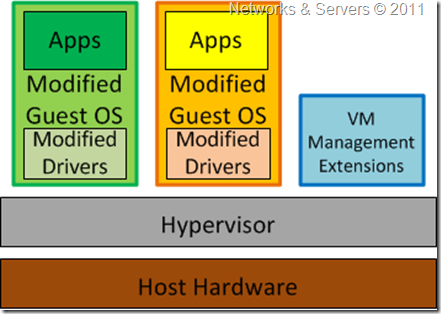 Networks & Servers © 2011
Apps
Modified
Guest OS
Modified
Drivers
Apps
Modified
Guest OS
Modified
Drivers
VM
Management
Extensions
Hypervisor
Host Hardware